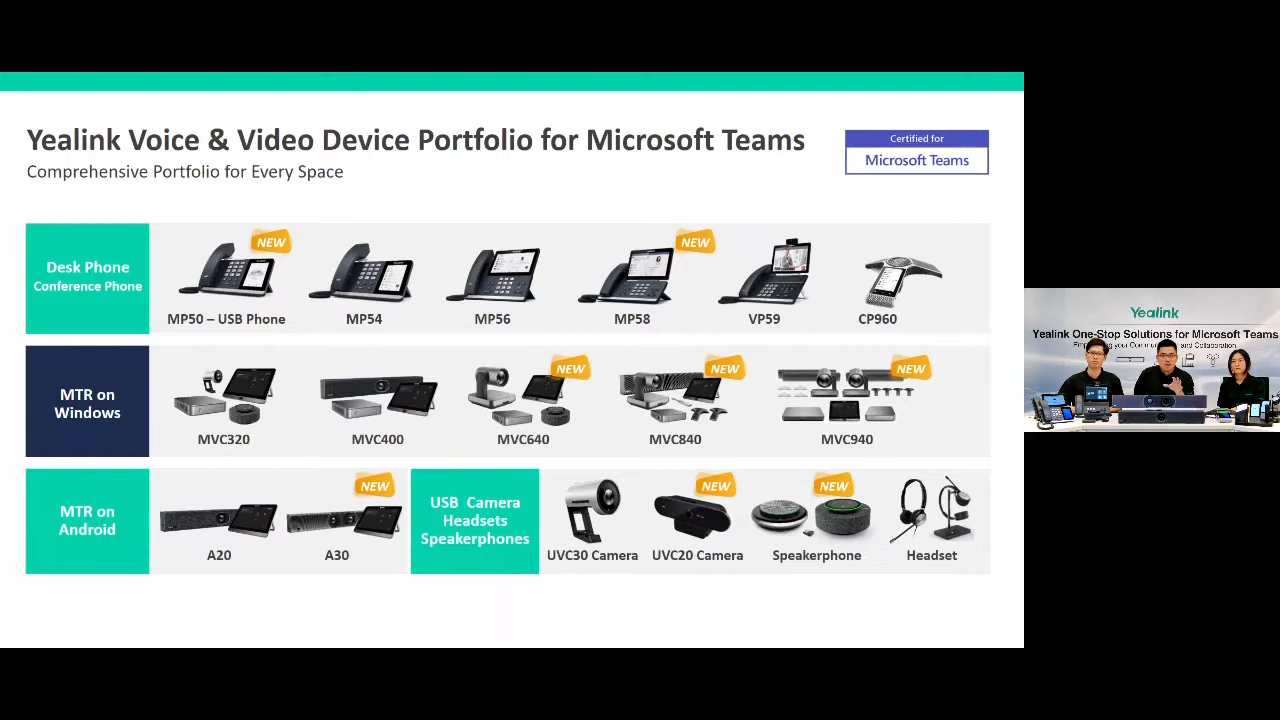 Yealink Voice & Video Device Portfolio for Microsoft Teams
Comprehensive Portfolio for Every Space
Certified for
Microsoft Teams
Desk Phone
Conference Phone
NEW
NEW
MP50 – USB Phone
MP54
MP56
MP58
VP59
CP960
MTR on
Windows
NEW
NEW
NEW
MVC320
MVC400
MVC640
MVC840
MVC940
MTR on
Android
NEW
A20
A30
USB Camera
Headsets
Speakerphones
NEW
NEW
UVC30 Camera
UVC20 Camera
Speakerphone
Headset
Yealink
Yealink One-Stop Solutions for Microsoft Teams
your and Collaboration